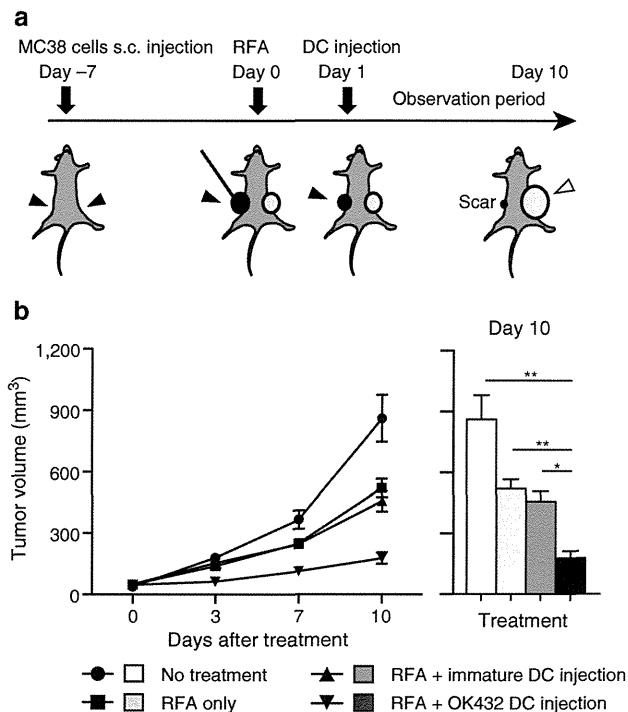 a
MC38 cells s.c. injection RFA DC injection
Day –7 Day 0 Day 1 Day 10
Observation period
Scar
b
Day 10
Tumor volume (mm3)
1,200
900
600
300
0
** 
**
*
0 3 7 10
Days after treatment
Treatment
No treatment
RFA only
RFA + immature DC injection
RFA + OK432 DC injection